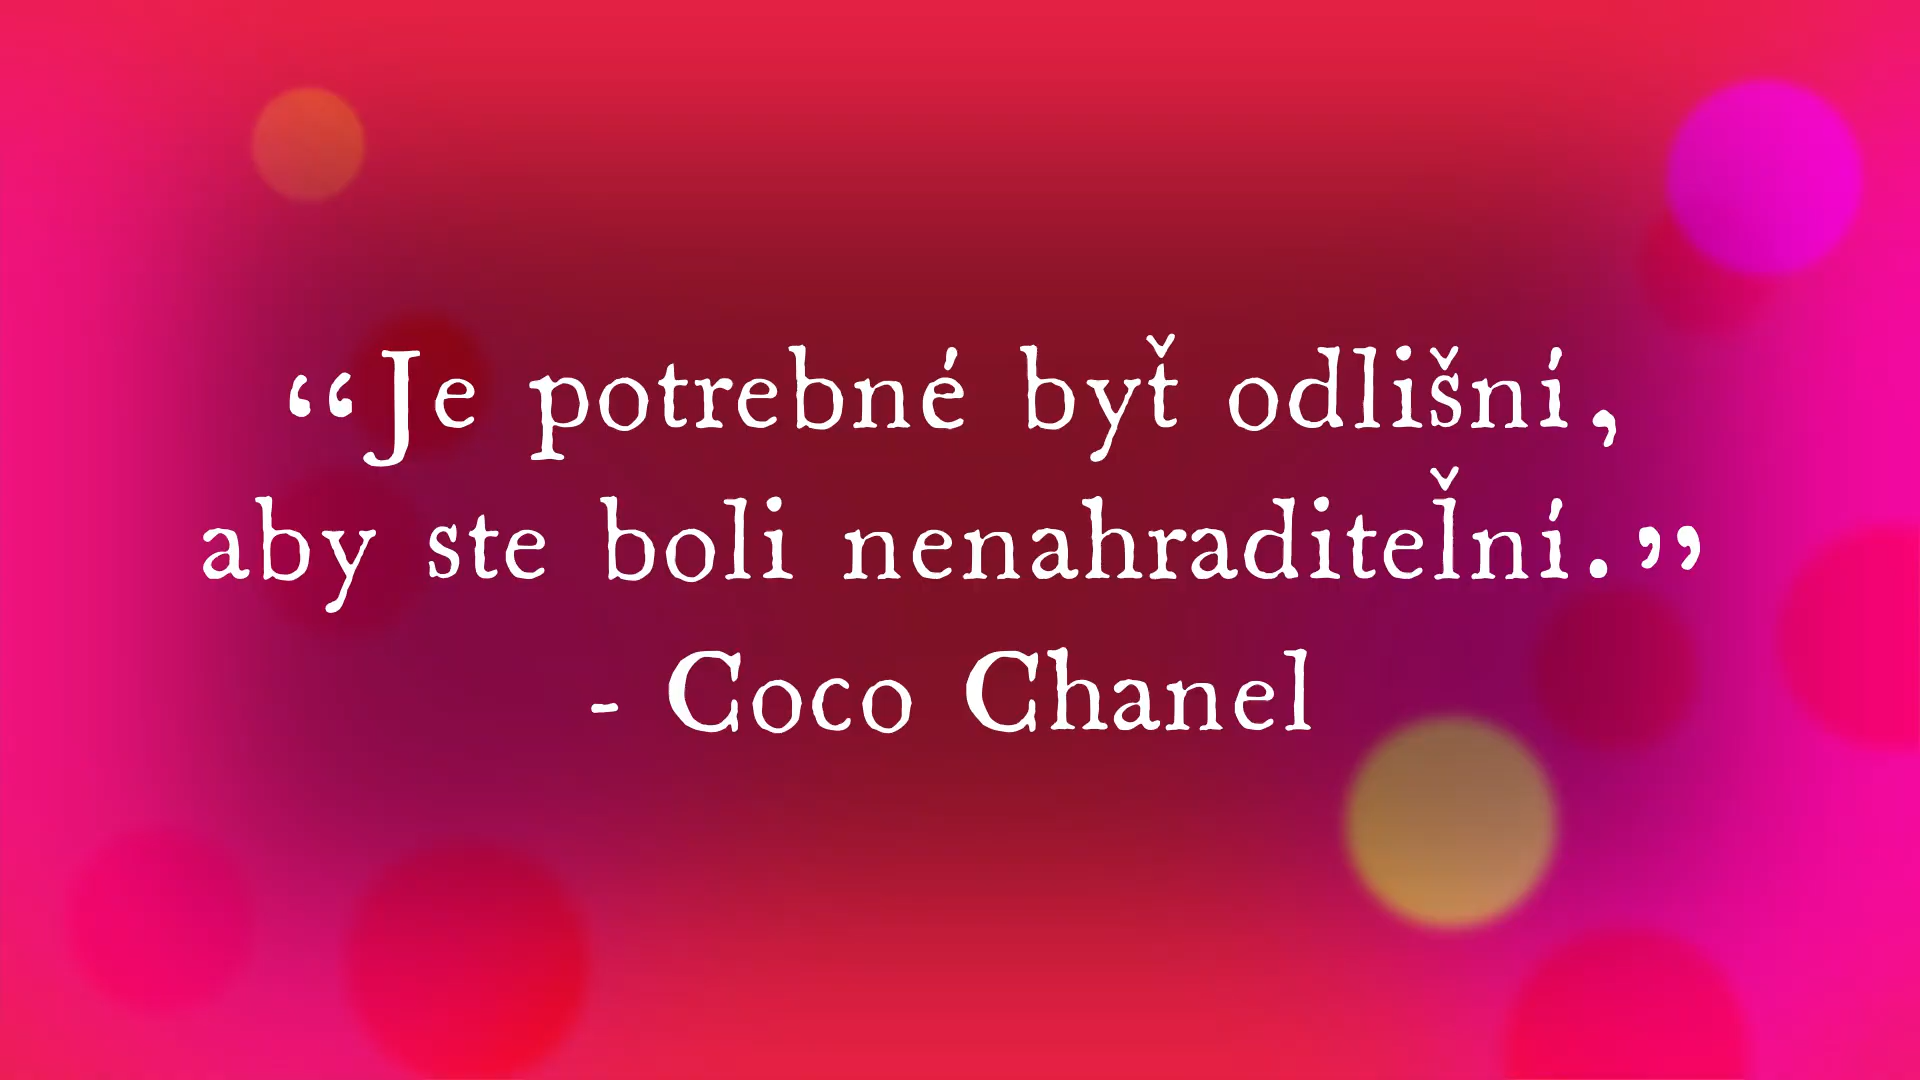 “Je potrebné byť odlišní,
aby ste boli nenahraditeľní.”
- Coco Chanel